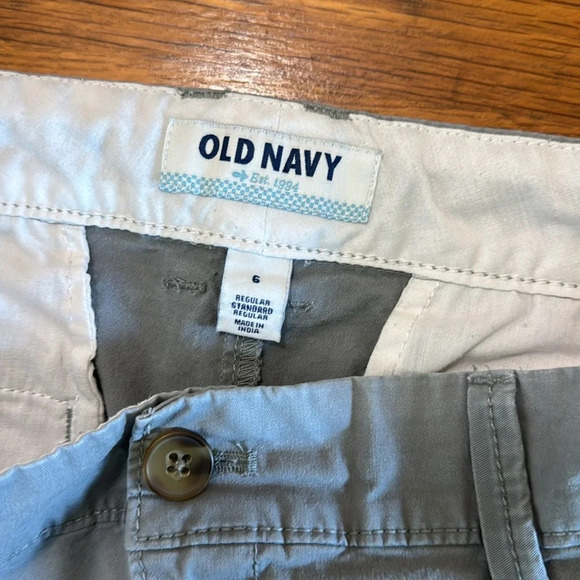 OLD NAVY
Est. 1994
6
REGULAR
STANDARD
REGULAR
MADE IN
INDIA